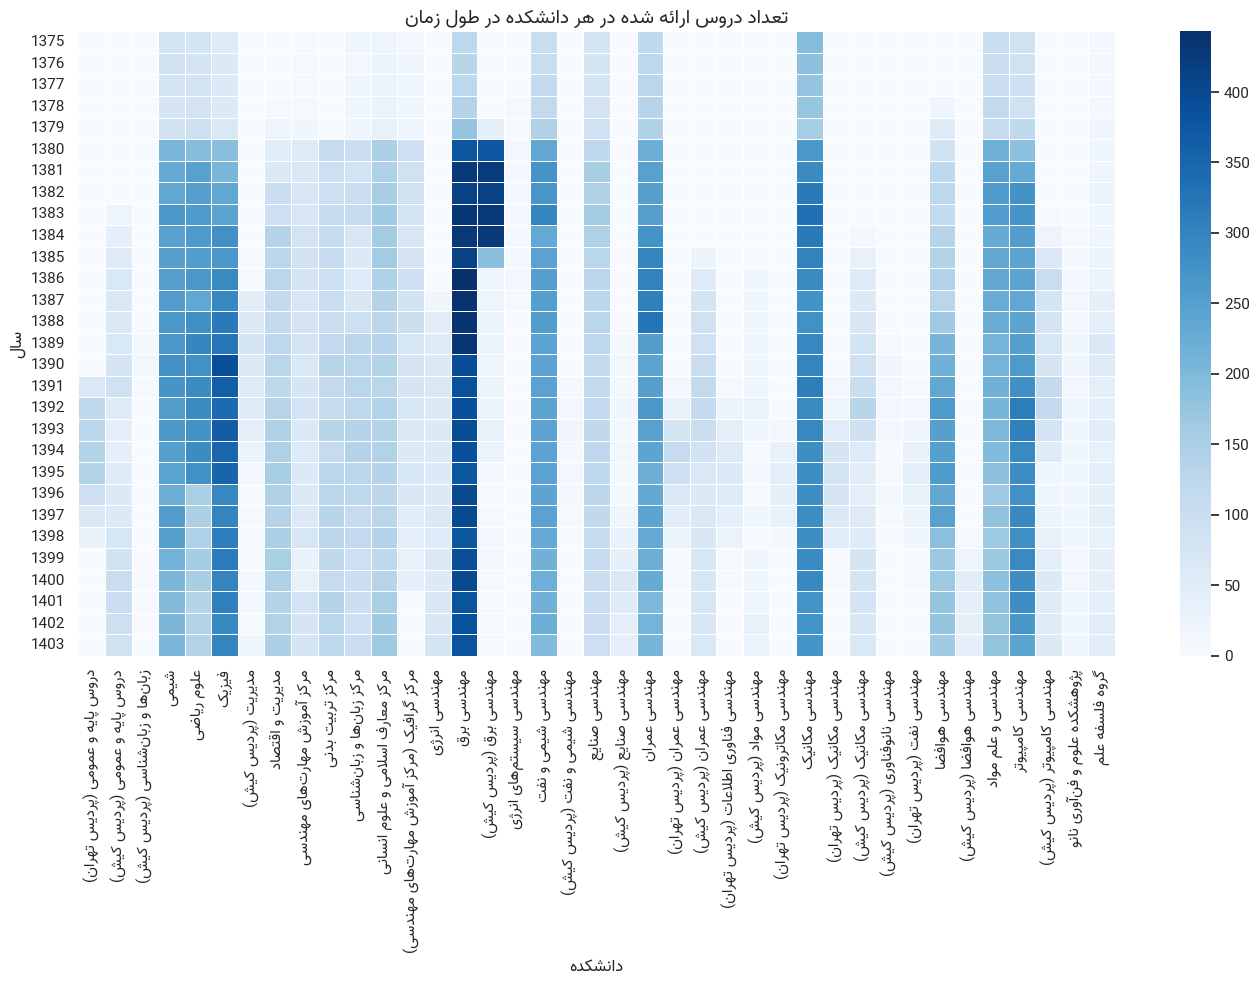 تعداد دروس ارائه شده در هر دانشکده در طول زمان
سال
1375
1376
1377
1378
1379
1380
1381
1382
1383
1384
1385
1386
1387
1388
1389
1390
1391
1392
1393
1394
1395
1396
1397
1398
1399
1400
1401
1402
1403
400
350
300
250
200
150
100
50
0
دروس پایه و عمومی (پردیس تهران)
دروس پایه و عمومی (پردیس کیش)
زبان‌ها و زبان‌شناسی (پردیس کیش)
شیمی
علوم ریاضی
فیزیک
مدیریت (پردیس کیش)
مدیریت و اقتصاد
مرکز آموزش مهارت‌های مهندسی
مرکز تربیت بدنی
مرکز زبان‌ها و زبان‌شناسی
مرکز معارف اسلامی و علوم انسانی
مرکز گرافیک (مرکز آموزش مهارت‌های مهندسی)
مهندسی انرژی
مهندسی برق
مهندسی برق (پردیس کیش)
مهندسی سیستم‌های انرژی
مهندسی شیمی و نفت
مهندسی شیمی و نفت (پردیس کیش)
مهندسی صنایع
مهندسی صنایع (پردیس کیش)
مهندسی عمران
مهندسی عمران (پردیس تهران)
مهندسی عمران (پردیس کیش)
مهندسی فناوری اطلاعات (پردیس تهران)
مهندسی مواد (پردیس کیش)
مهندسی مکاترونیک (پردیس تهران)
مهندسی مکانیک
مهندسی مکانیک (پردیس تهران)
مهندسی مکانیک (پردیس کیش)
مهندسی نانوفناوری (پردیس کیش)
مهندسی نفت (پردیس تهران)
مهندسی هوافضا
مهندسی هوافضا (پردیس کیش)
مهندسی و علم مواد
مهندسی کامپیوتر
مهندسی کامپیوتر (پردیس کیش)
پژوهشکده علوم و فن‌آوری نانو
گروه فلسفه علم
دانشکده